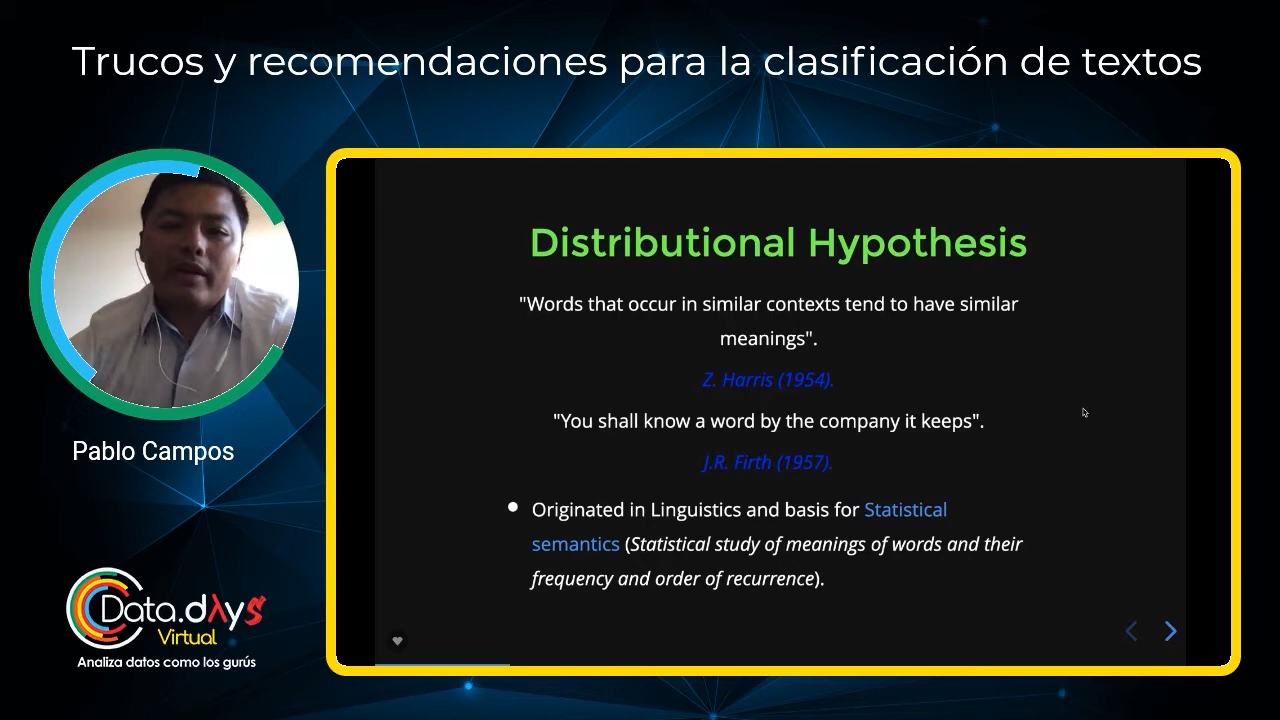 Trucos y recomendaciones para la clasificación de textos
Distributional Hypothesis
"Words that occur in similar contexts tend to have similar
meanings".
Z. Harris (1954).
"You shall know a word by the company it keeps".
J.R. Firth (1957).
Originated in Linguistics and basis for Statistical
semantics (Statistical study of meanings of words and their
frequency and order of recurrence).
Pablo Campos
Data.dλys
Virtual
Analiza datos como los gurús